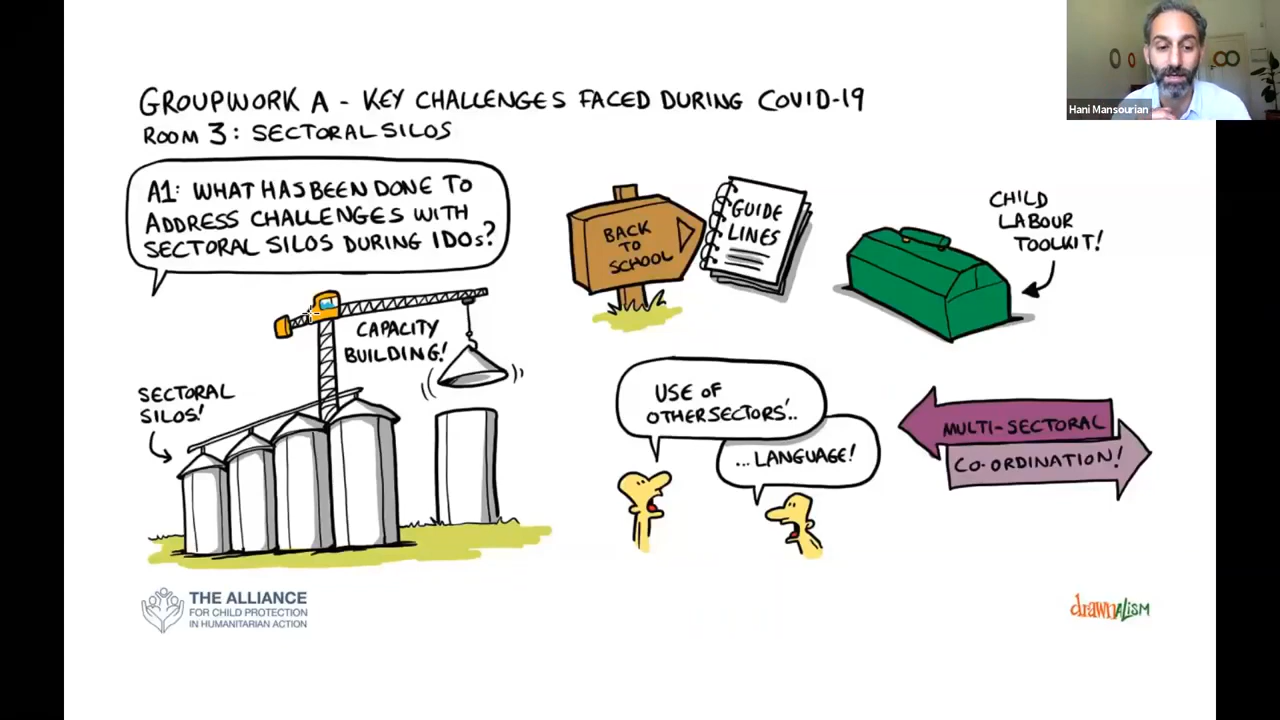 GROUPWORK A - KEY CHALLENGES FACED DURING COVID-19
ROOM 3: SECTORAL SILOS
A1: WHAT HAS BEEN DONE TO
ADDRESS CHALLENGES WITH
SECTORAL SILOS DURING IDOs?
CAPACITY
BUILDING!
SECTORAL
SILOS!
BACK
TO
SCHOOL
GUIDE
LINES
CHILD
LABOUR
TOOLKIT!
USE OF
OTHER SECTORS'..
...LANGUAGE!
MULTI-SECTORAL
CO-ORDINATION!
THE ALLIANCE
FOR CHILD PROTECTION
IN HUMANITARIAN ACTION
drawnALISM
Hani Mansourian